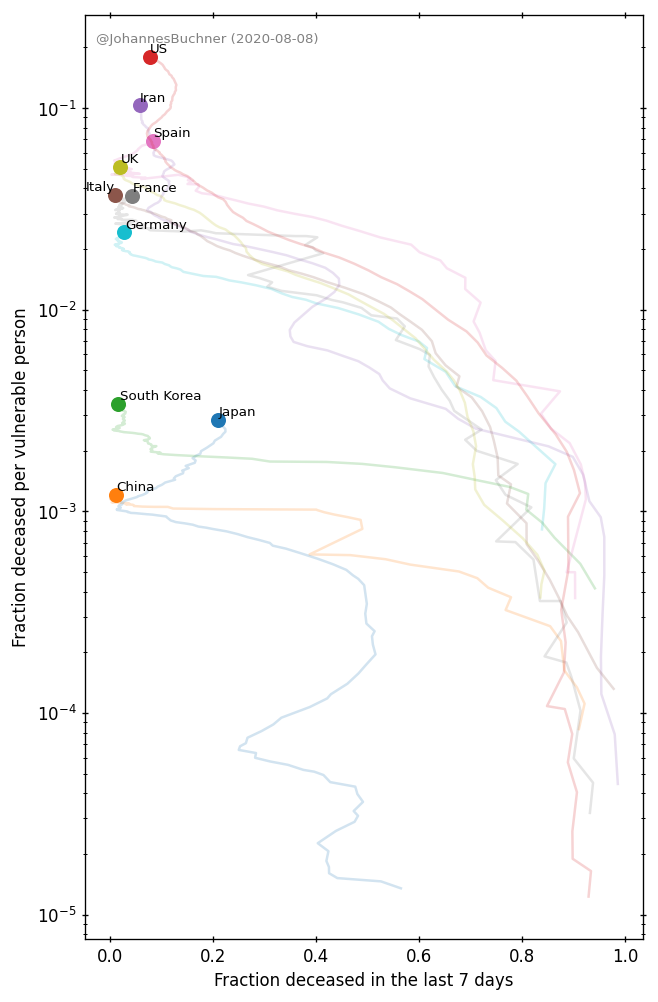 @JohannesBuchner (2020-08-08)
US
Iran
Spain
UK
Italy
France
Germany
South Korea
Japan
China
10⁻¹
10⁻²
10⁻³
10⁻⁴
10⁻⁵
Fraction deceased per vulnerable person
0.0 0.2 0.4 0.6 0.8 1.0
Fraction deceased in the last 7 days